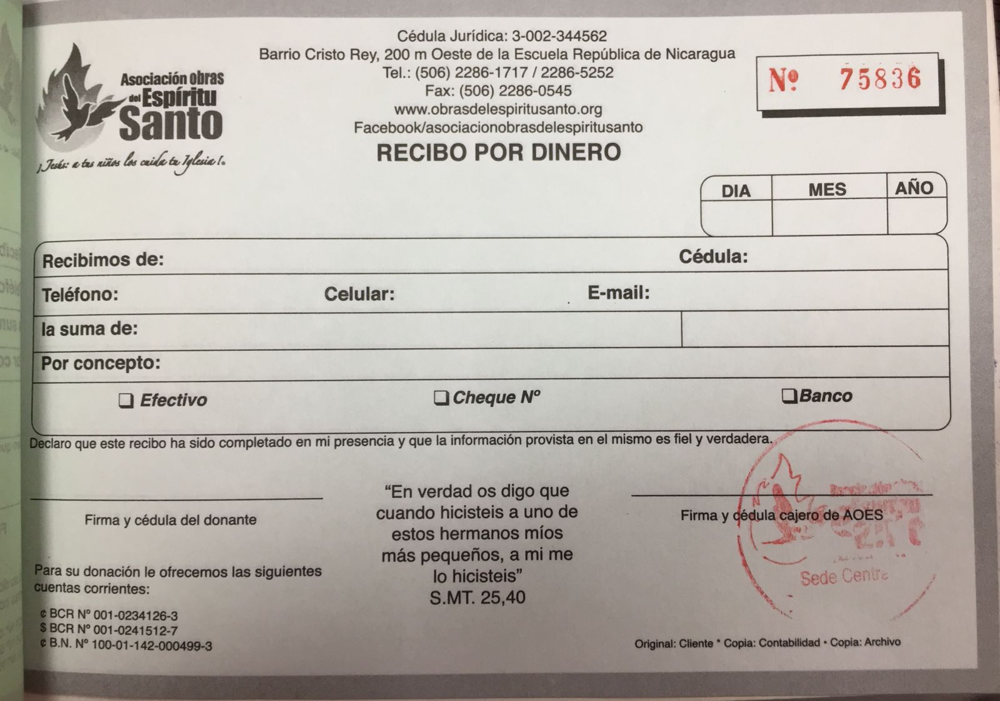 Asociación obras
del Espíritu
Santo
¡Jesús: a tus niños los cuida tu Iglesia!.
Cédula Jurídica: 3-002-344562
Barrio Cristo Rey, 200 m Oeste de la Escuela República de Nicaragua
Tel.: (506) 2286-1717 / 2286-5252
Fax: (506) 2286-0545
www.obrasdelespiritusanto.org
Facebook/asociacionobrasdelespiritusanto
RECIBO POR DINERO
Nº 75836
DIA MES AÑO
Recibimos de: Cédula:
Teléfono: Celular: E-mail:
la suma de:
Por concepto:
❏ Efectivo ❏ Cheque Nº ❏ Banco
Declaro que este recibo ha sido completado en mi presencia y que la información provista en el mismo es fiel y verdadera.
Firma y cédula del donante
“En verdad os digo que
cuando hicisteis a uno de
estos hermanos míos
más pequeños, a mi me
lo hicisteis”
S.MT. 25,40
Firma y cédula cajero de AOES
Sede
Para su donación le ofrecemos las siguientes
cuentas corrientes:
¢ BCR Nº 001-0234126-3
$ BCR Nº 001-0241512-7
¢ B.N. Nº 100-01-142-000499-3
Original: Cliente * Copia: Contabilidad • Copia: Archivo